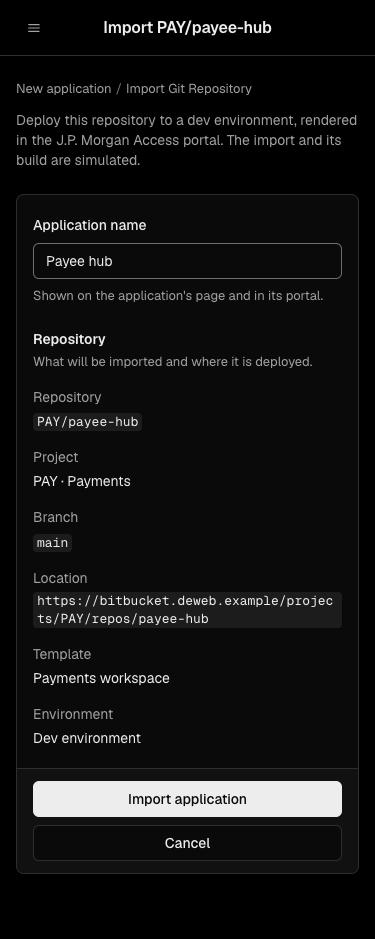 Import PAY/payee-hub
New application / Import Git Repository
Deploy this repository to a dev environment, rendered
in the J.P. Morgan Access portal. The import and its
build are simulated.
Application name
Payee hub
Shown on the application's page and in its portal.
Repository
What will be imported and where it is deployed.
Repository
PAY/payee-hub
Project
PAY · Payments
Branch
main
Location
https://bitbucket.deweb.example/projec
ts/PAY/repos/payee-hub
Template
Payments workspace
Environment
Dev environment
Import application
Cancel